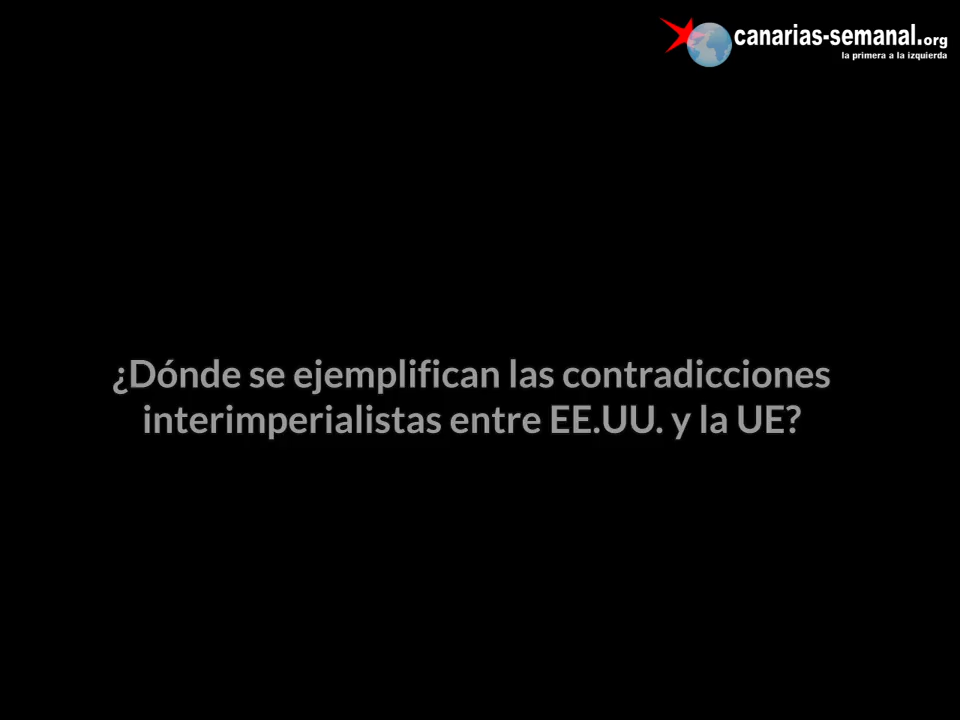 canarias-semanal.org
la primera a la izquierda
¿Dónde se ejemplifican las contradicciones
interimperialistas entre EE.UU. y la UE?